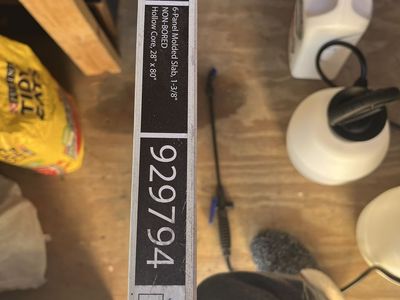 6-Panel Molded Slab, 1-3/8"
NON-BORED
Hollow Core, 28" x 80"
929794